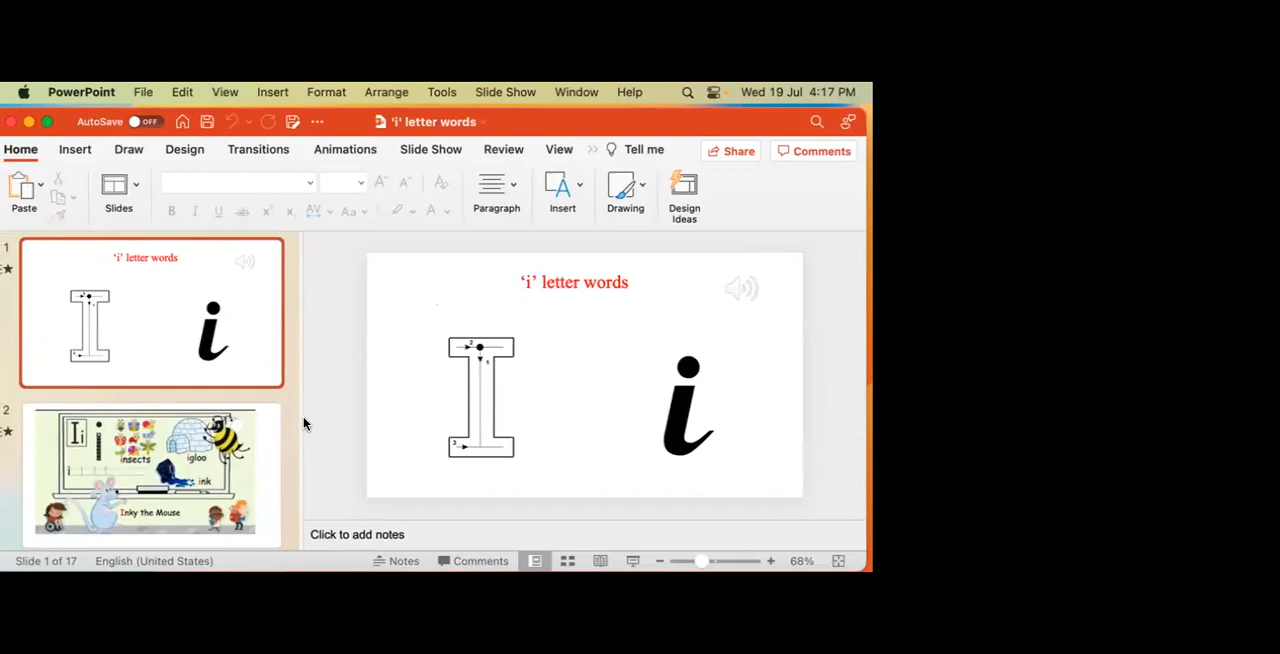 PowerPoint File Edit View Insert Format Arrange Tools Slide Show Window Help Wed 19 Jul 4:17 PM
AutoSave OFF 'i' letter words
Home Insert Draw Design Transitions Animations Slide Show Review View Tell me Share Comments
Paste Slides Paragraph Insert Drawing Design
Ideas
1
‘i’ letter words
2
I i
insects
igloo
ink
Inky the Mouse
‘i’ letter words
2
1
3
I i
Click to add notes
Slide 1 of 17 English (United States) Notes Comments 68%